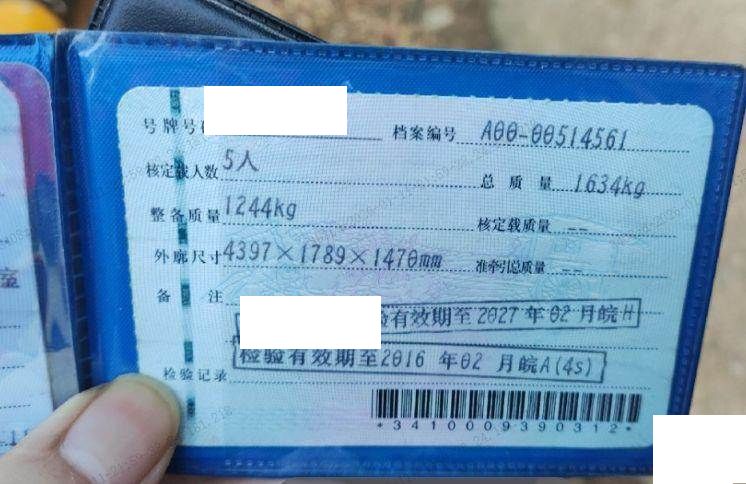 号牌号
档案编号 A00-00514561
核定载人数 5人
总质量 1634kg
整备质量 1244kg
核定载质量 --
外廓尺寸 4397×1789×1470mm
准牵引总质量 --
备注
验有效期至2027年02月皖H
检验有效期至2016年02月皖A(4s)
检验记录
*3410009390312*